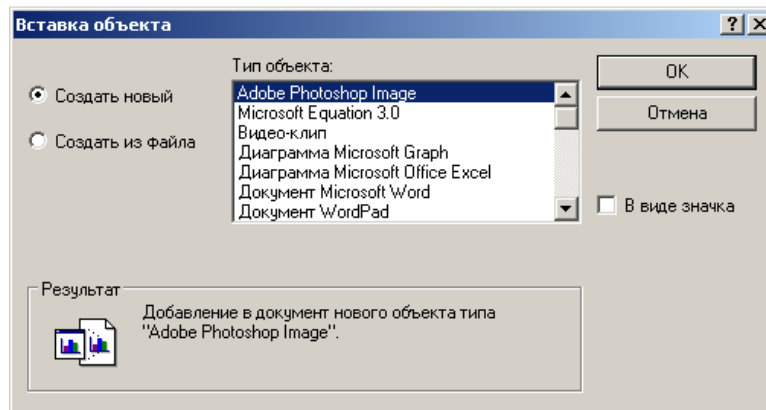 Вставка объекта
Тип объекта:
Создать новый
Создать из файла
Adobe Photoshop Image
Microsoft Equation 3.0
Видео-клип
Диаграмма Microsoft Graph
Диаграмма Microsoft Office Excel
Документ Microsoft Word
Документ WordPad
OK
Отмена
В виде значка
Результат
Добавление в документ нового объекта типа
"Adobe Photoshop Image".